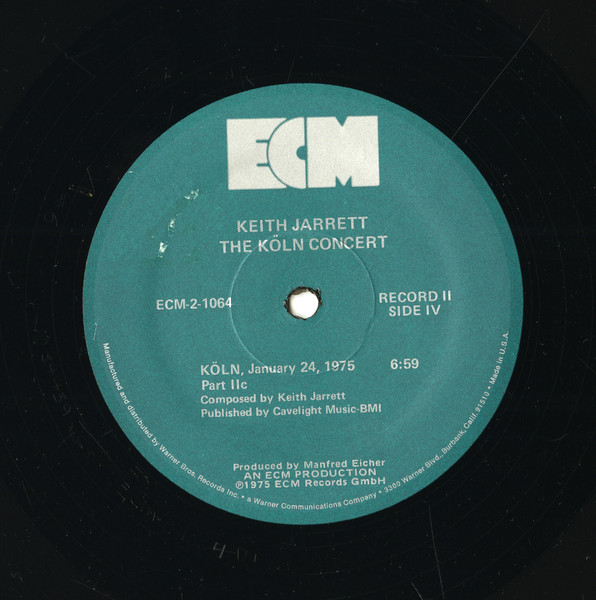 ECM
KEITH JARRETT
THE KÖLN CONCERT
ECM-2-1064
RECORD II
SIDE IV
KÖLN, January 24, 1975 6:59
Part IIc
Composed by Keith Jarrett
Published by Cavelight Music-BMI
Produced by Manfred Eicher
AN ECM PRODUCTION
℗1975 ECM Records GmbH
Manufactured and distributed by Warner Bros. Records Inc. • a Warner Communications Company • 3300 Warner Blvd., Burbank, Calif. 91510 • Made in U.S.A.